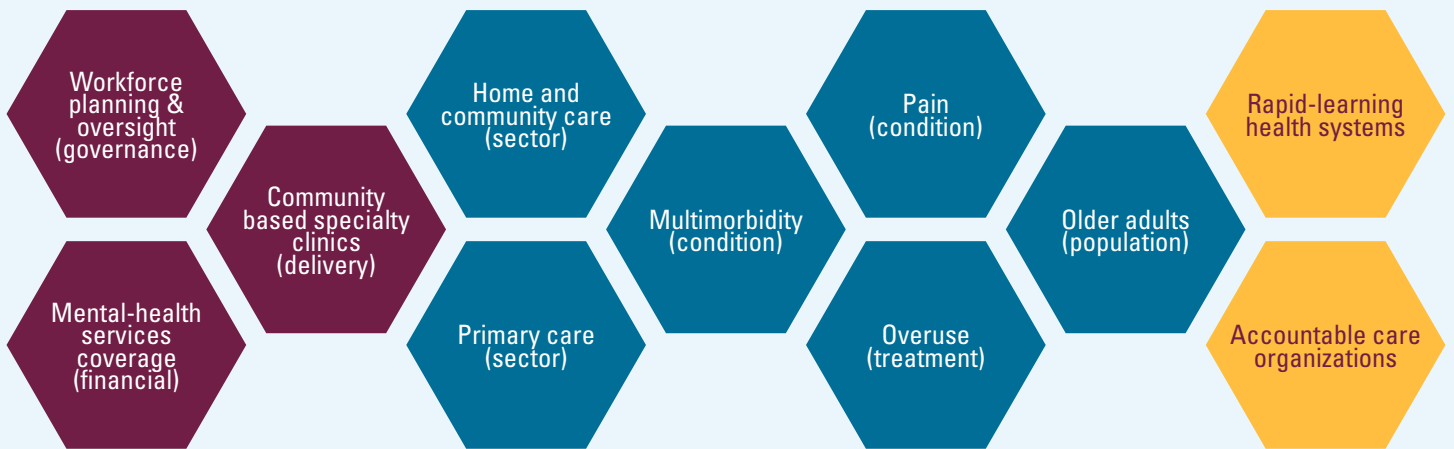 Workforce
planning &
oversight
(governance)
Mental-health
services
coverage
(financial)
Community
based specialty
clinics
(delivery)
Home and
community care
(sector)
Primary care
(sector)
Multimorbidity
(condition)
Pain
(condition)
Overuse
(treatment)
Older adults
(population)
Rapid-learning
health systems
Accountable care
organizations